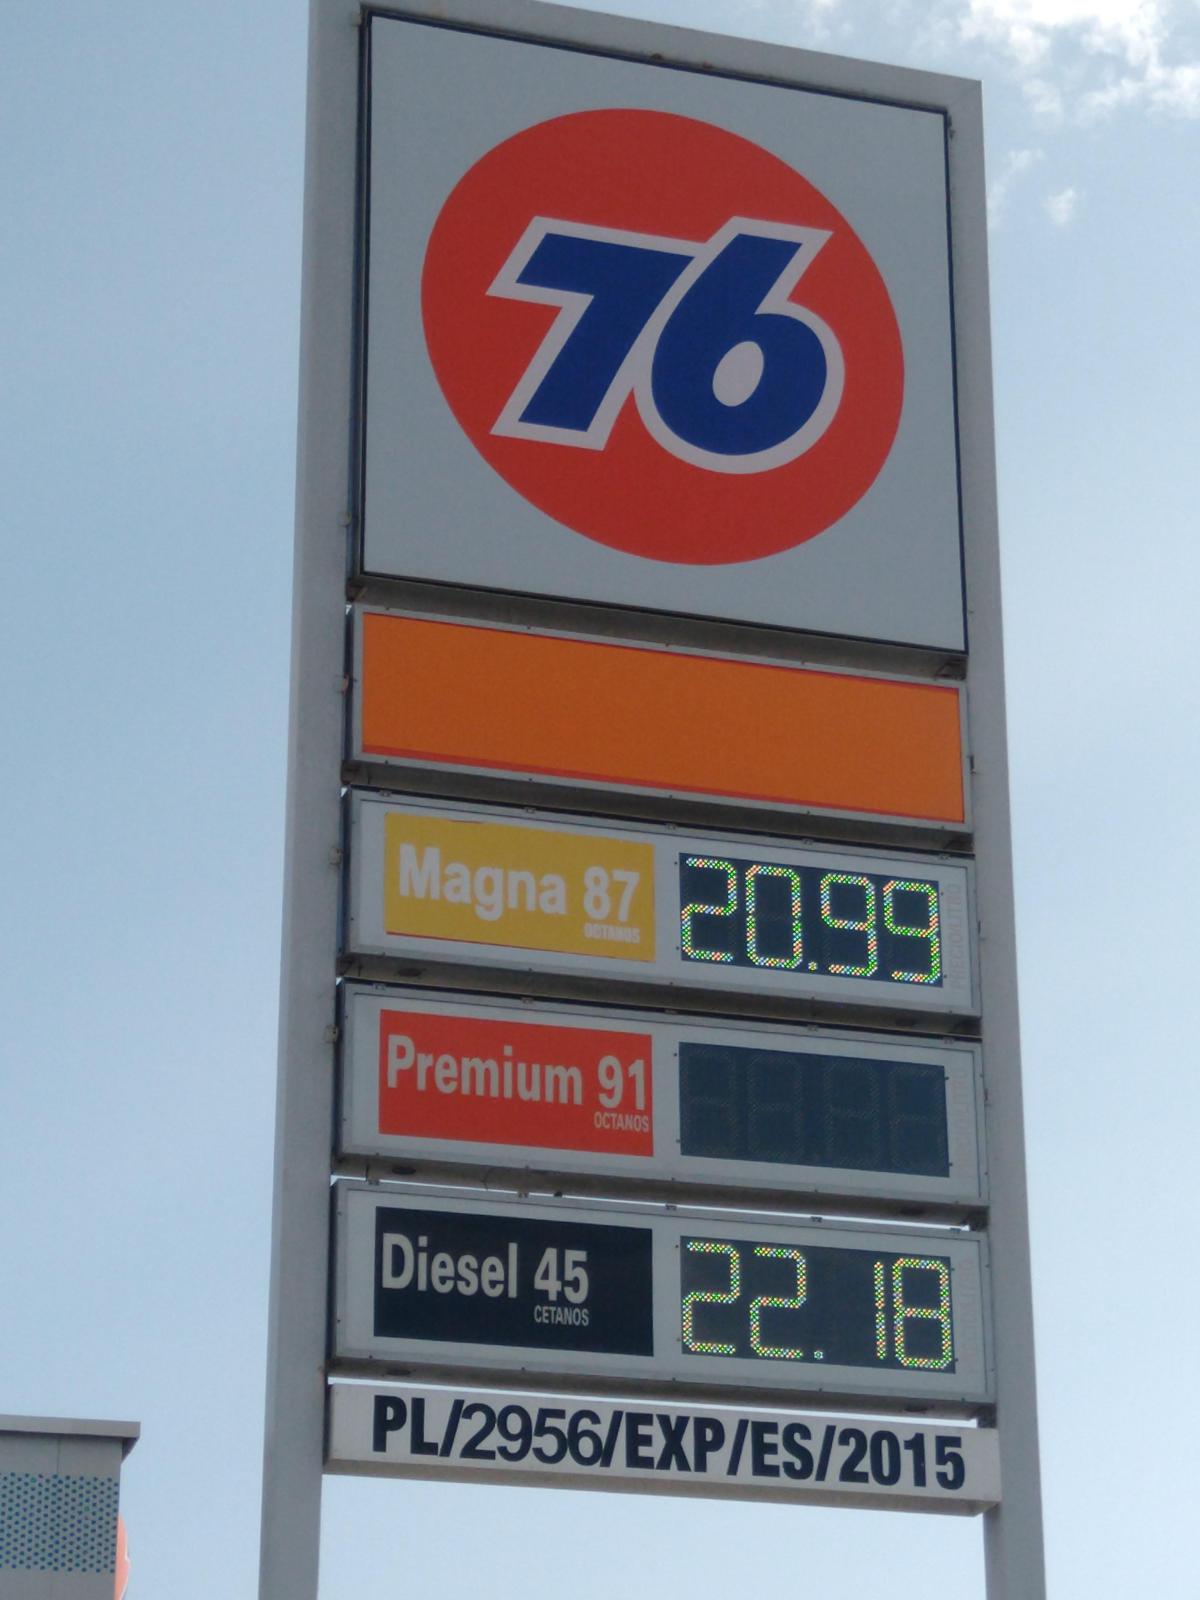 76
Magna 87
OCTANOS
20.99
Premium 91
OCTANOS
Diesel 45
CETANOS
22.18
PL/2956/EXP/ES/2015